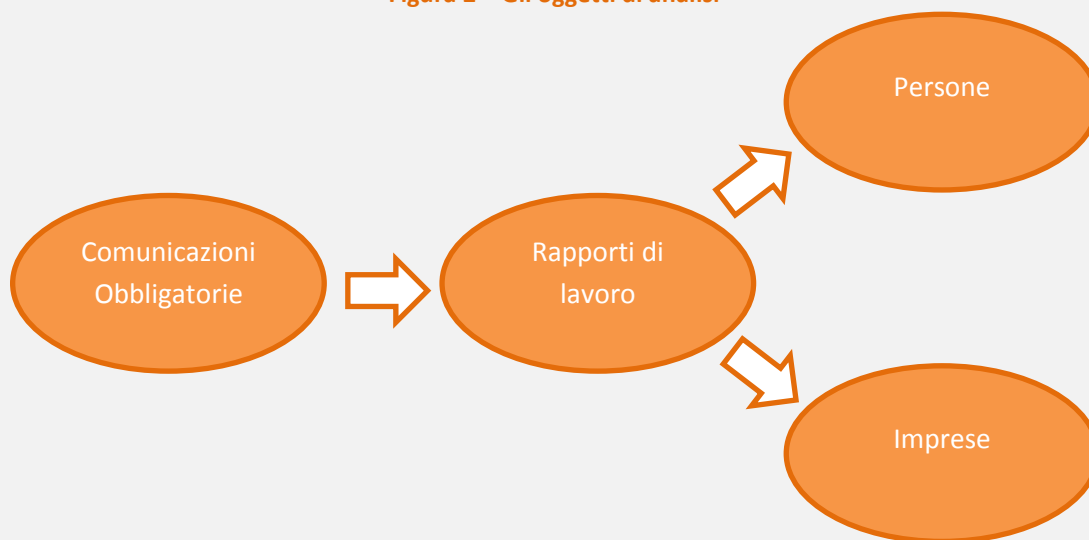 Persone
Comunicazioni
Obbligatorie
Rapporti di
lavoro
Imprese